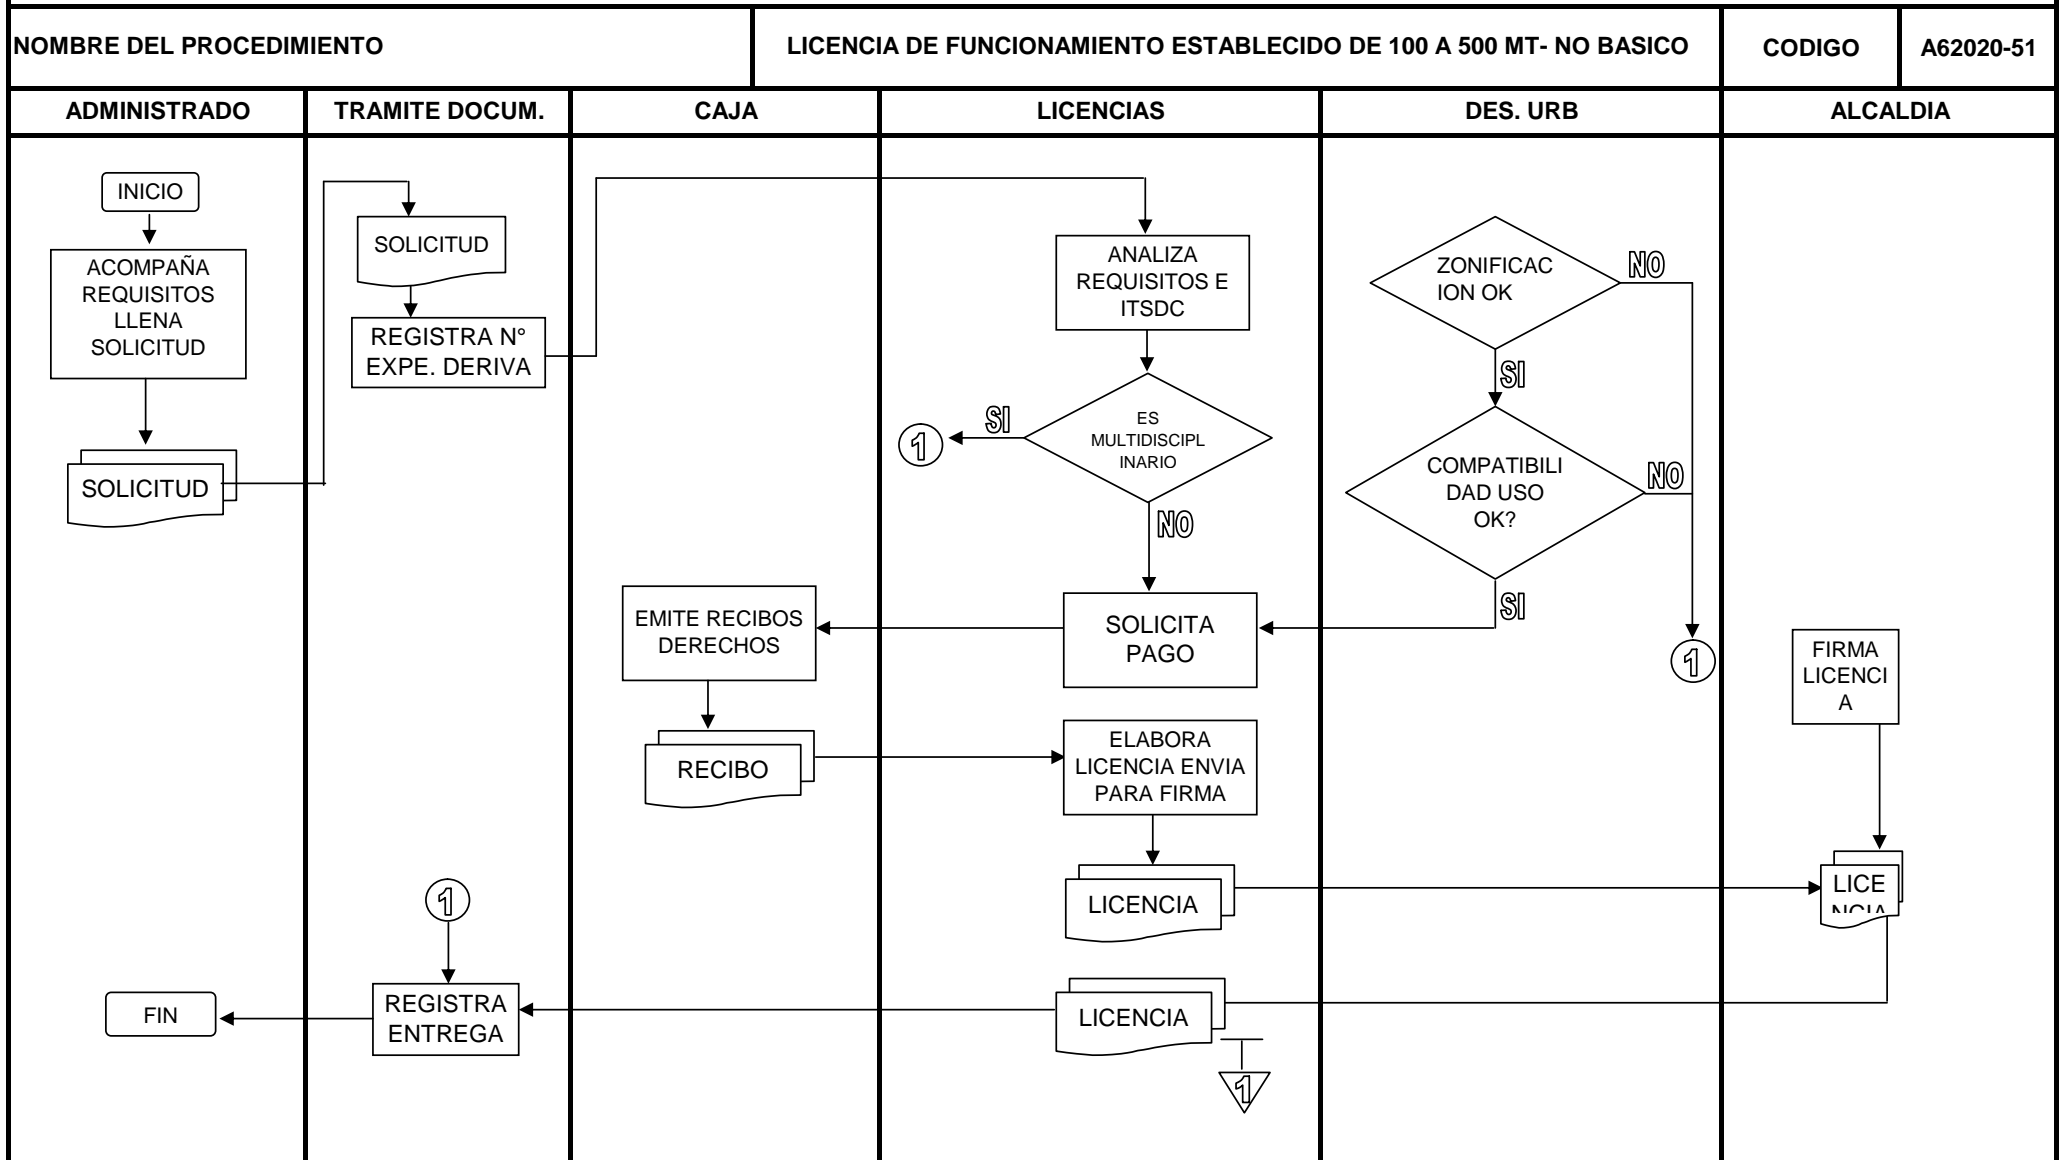 NOMBRE DEL PROCEDIMIENTO
LICENCIA DE FUNCIONAMIENTO ESTABLECIDO DE 100 A 500 MT- NO BASICO
CODIGO
A62020-51
ADMINISTRADO
TRAMITE DOCUM.
CAJA
LICENCIAS
DES. URB
ALCALDIA
INICIO
ACOMPAÑA
REQUISITOS
LLENA
SOLICITUD
SOLICITUD
SOLICITUD
REGISTRA N°
EXPE. DERIVA
ANALIZA
REQUISITOS E
ITSDC
ES
MULTIDISCIPL
INARIO
SI
1
NO
ZONIFICAC
ION OK
NO
SI
COMPATIBILI
DAD USO
OK?
NO
SI
1
SOLICITA
PAGO
EMITE RECIBOS
DERECHOS
RECIBO
ELABORA
LICENCIA ENVIA
PARA FIRMA
LICENCIA
FIRMA
LICENCI
A
LICE
NCIA
1
REGISTRA
ENTREGA
FIN
LICENCIA
1